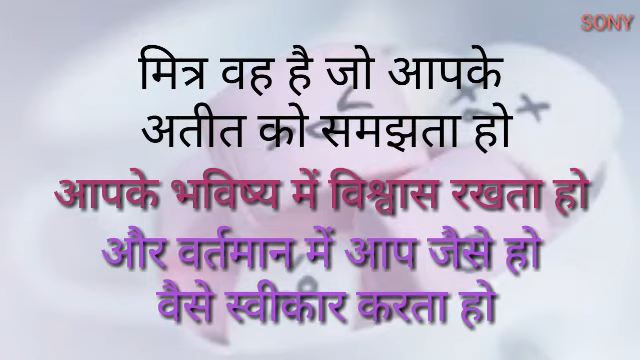 SONY
मित्र वह है जो आपके
अतीत को समझता हो
आपके भविष्य में विश्वास रखता हो
और वर्तमान में आप जैसे हो
वैसे स्वीकार करता हो